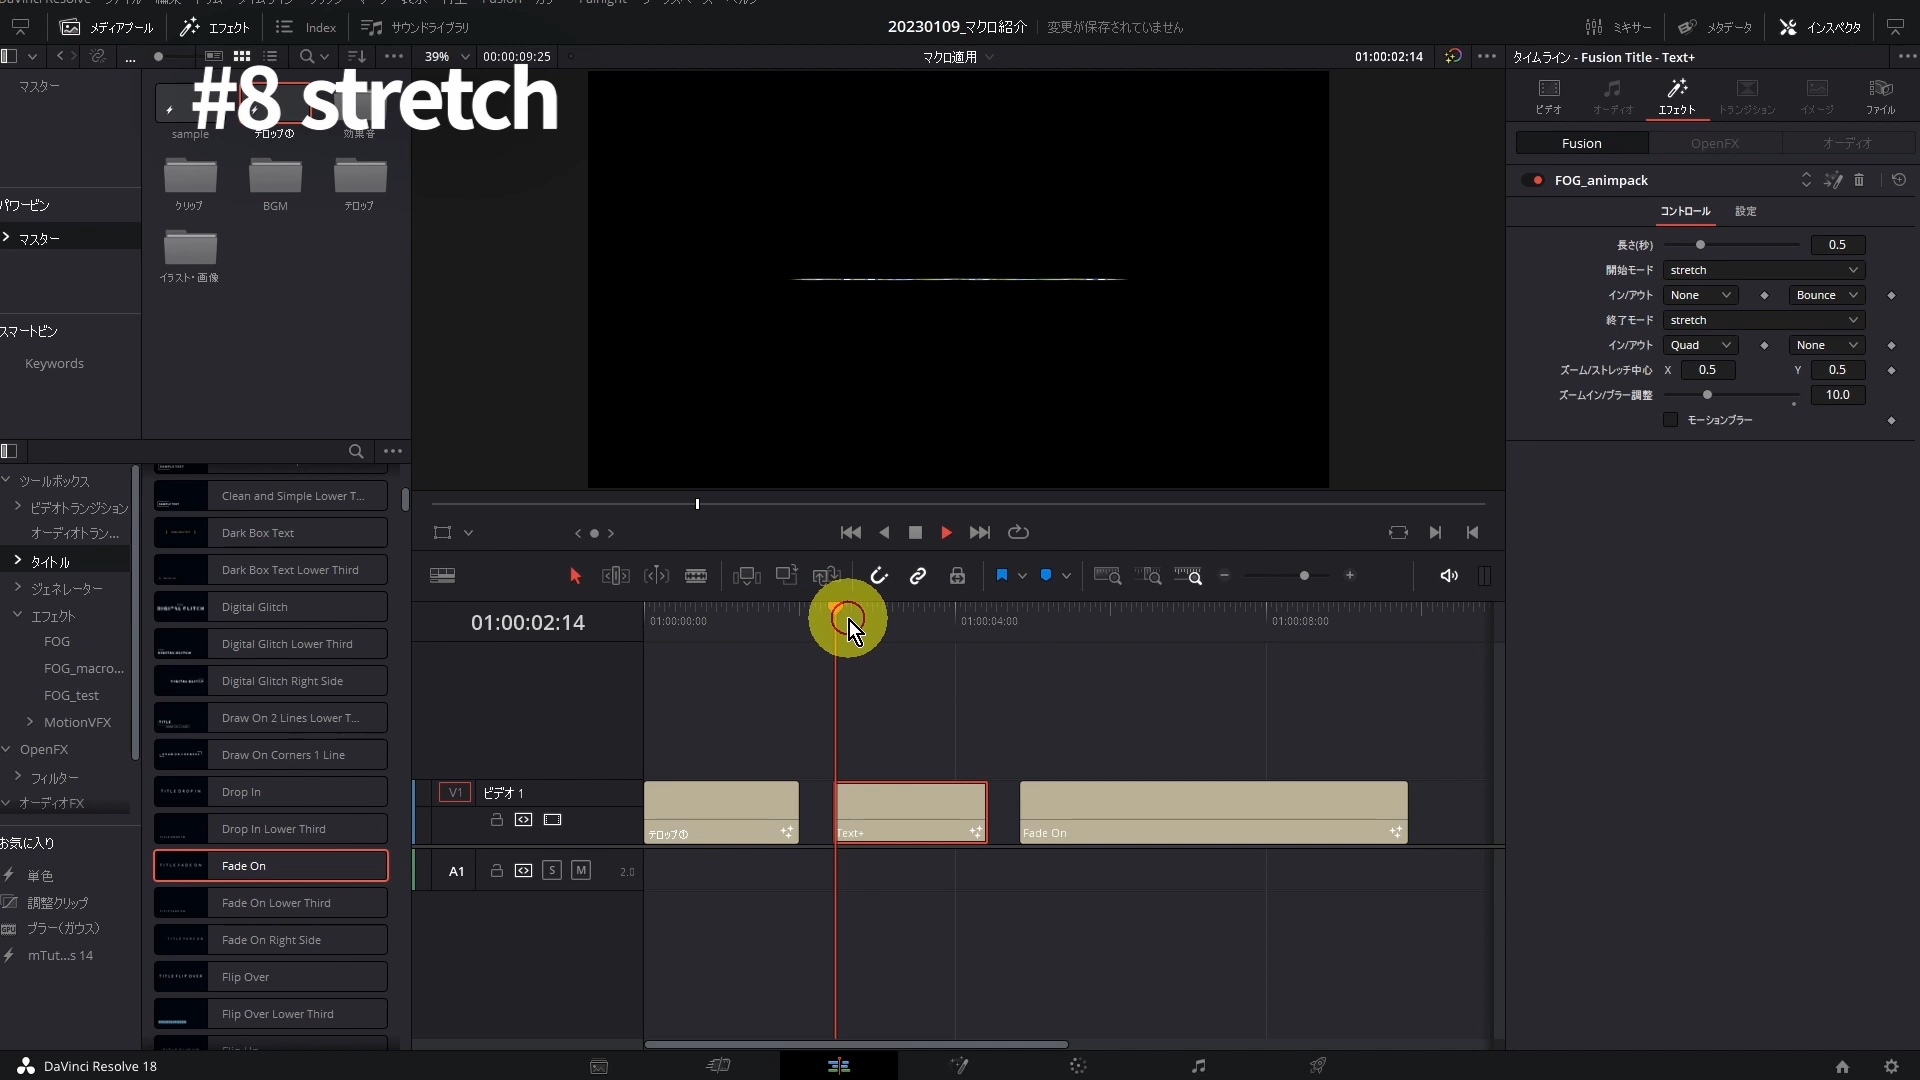 #8 stretch
メディアプール
エフェクト
Index
サウンドライブラリ
20230109_マクロ紹介
変更が保存されていません
ミキサー
メタデータ
インスペクタ
39%
00:00:09:25
マクロ適用
01:00:02:14
タイムライン - Fusion Title - Text+
マスター
sample
テロップ①
効果音
クリップ
BGM
テロップ
イラスト・画像
パワービン
マスター
スマートビン
Keywords
ビデオ
オーディオ
エフェクト
トランジション
イメージ
ファイル
Fusion
OpenFX
オーディオ
FOG_animpack
コントロール
設定
長さ(秒)
0.5
開始モード
stretch
イン/アウト
None
Bounce
終了モード
stretch
イン/アウト
Quad
None
ズーム/ストレッチ中心
X
0.5
Y
0.5
ズームイン/ブラー調整
10.0
モーションブラー
ツールボックス
ビデオトランジション
オーディオトラン...
タイトル
ジェネレーター
エフェクト
FOG
FOG_macro...
FOG_test
MotionVFX
OpenFX
フィルター
オーディオFX
お気に入り
単色
調整クリップ
ブラー(ガウス)
mTut...s 14
Clean and Simple Lower T...
Dark Box Text
Dark Box Text Lower Third
Digital Glitch
Digital Glitch Lower Third
Digital Glitch Right Side
Draw On 2 Lines Lower T...
Draw On Corners 1 Line
Drop In
Drop In Lower Third
Fade On
Fade On Lower Third
Fade On Right Side
Flip Over
Flip Over Lower Third
01:00:02:14
01:00:00:00
01:00:04:00
01:00:08:00
V1
ビデオ 1
テロップ①
Text+
Fade On
A1
S
M
2.0
DaVinci Resolve 18